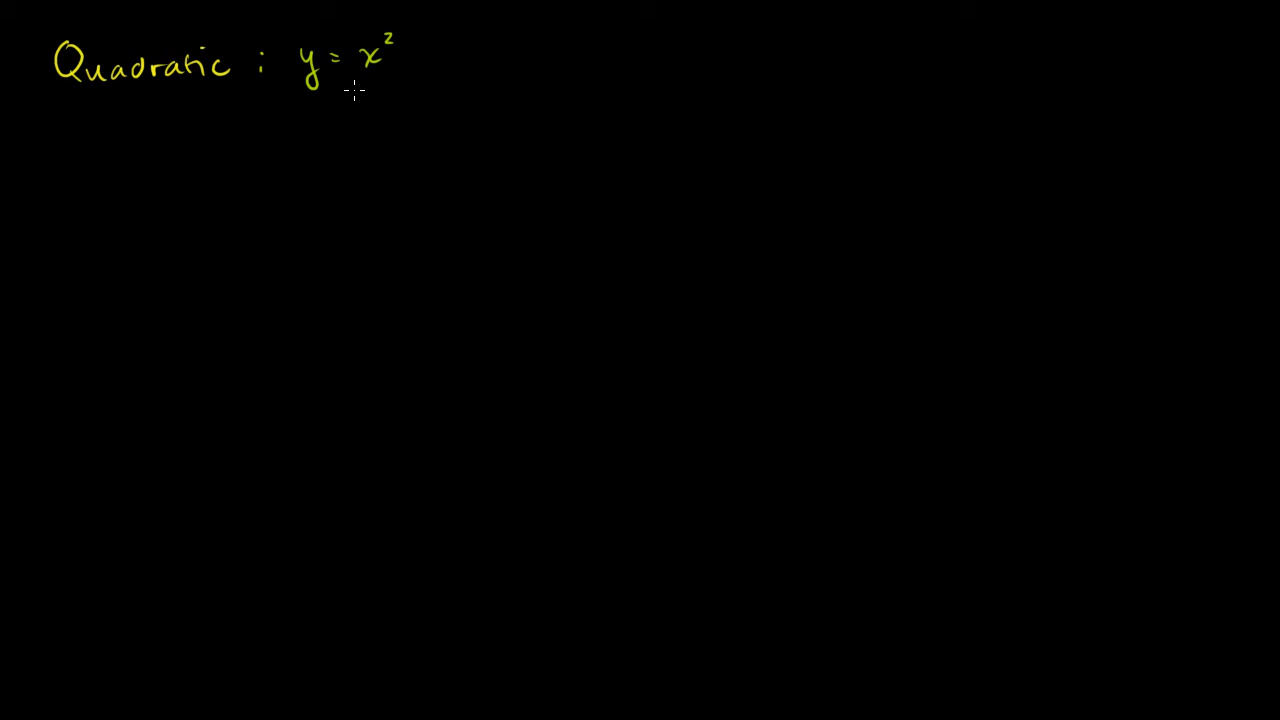 Quadratic : y = x²